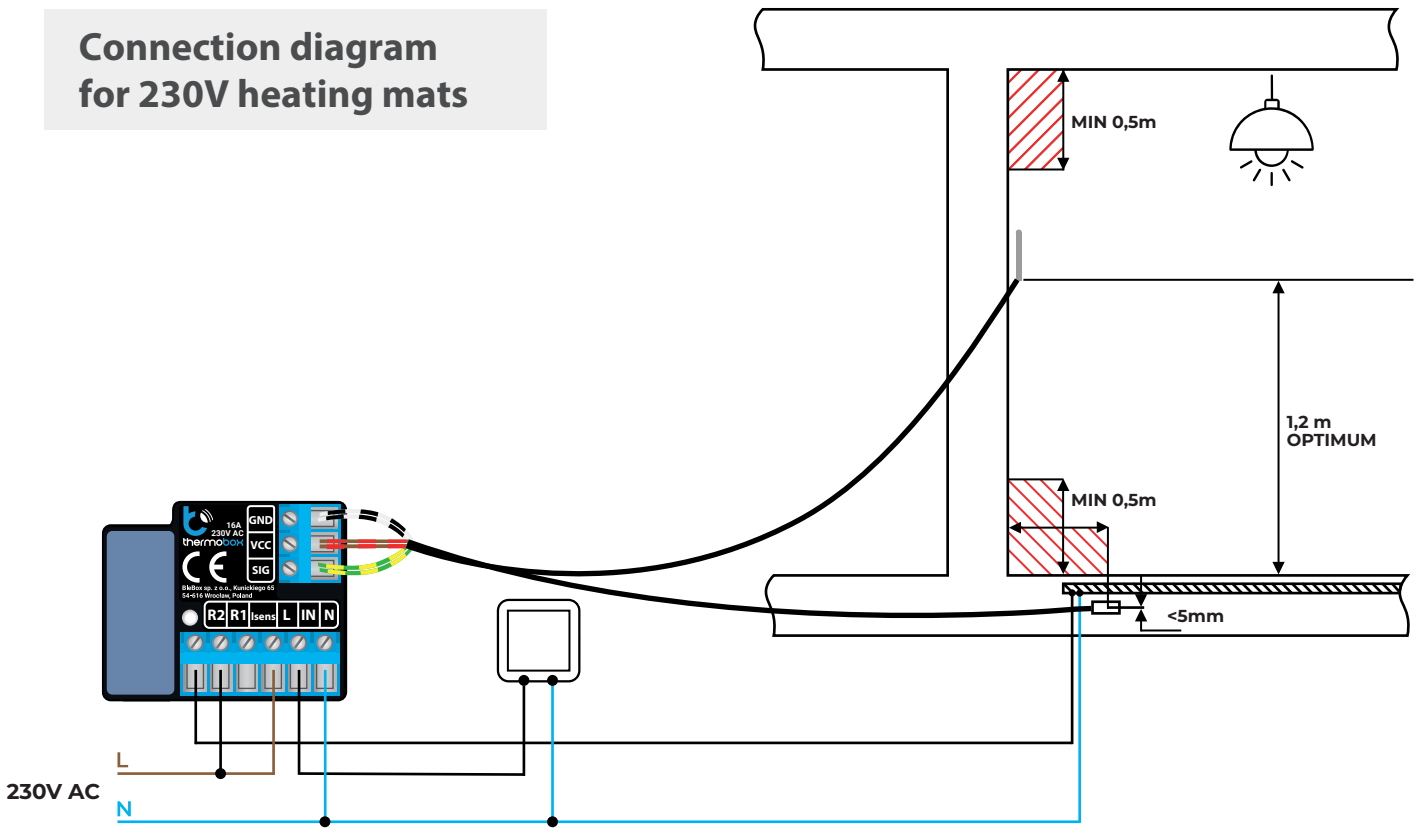 Connection diagram
for 230V heating mats
MIN 0,5m
1,2 m
OPTIMUM
MIN 0,5m
<5mm
16A
230V AC
thermobox
GND
VCC
SIG
CE
BleBox sp. z o.o., Kunickiego 65
54-616 Wrocław, Poland
R2 R1 Isens L IN N
L
230V AC
N